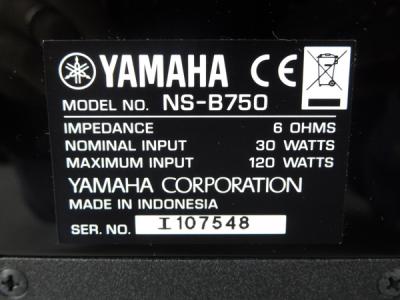 YAMAHA CE
MODEL NO. NS-B750
IMPEDANCE 6 OHMS
NOMINAL INPUT 30 WATTS
MAXIMUM INPUT 120 WATTS
YAMAHA CORPORATION
MADE IN INDONESIA
SER. NO. I 107548